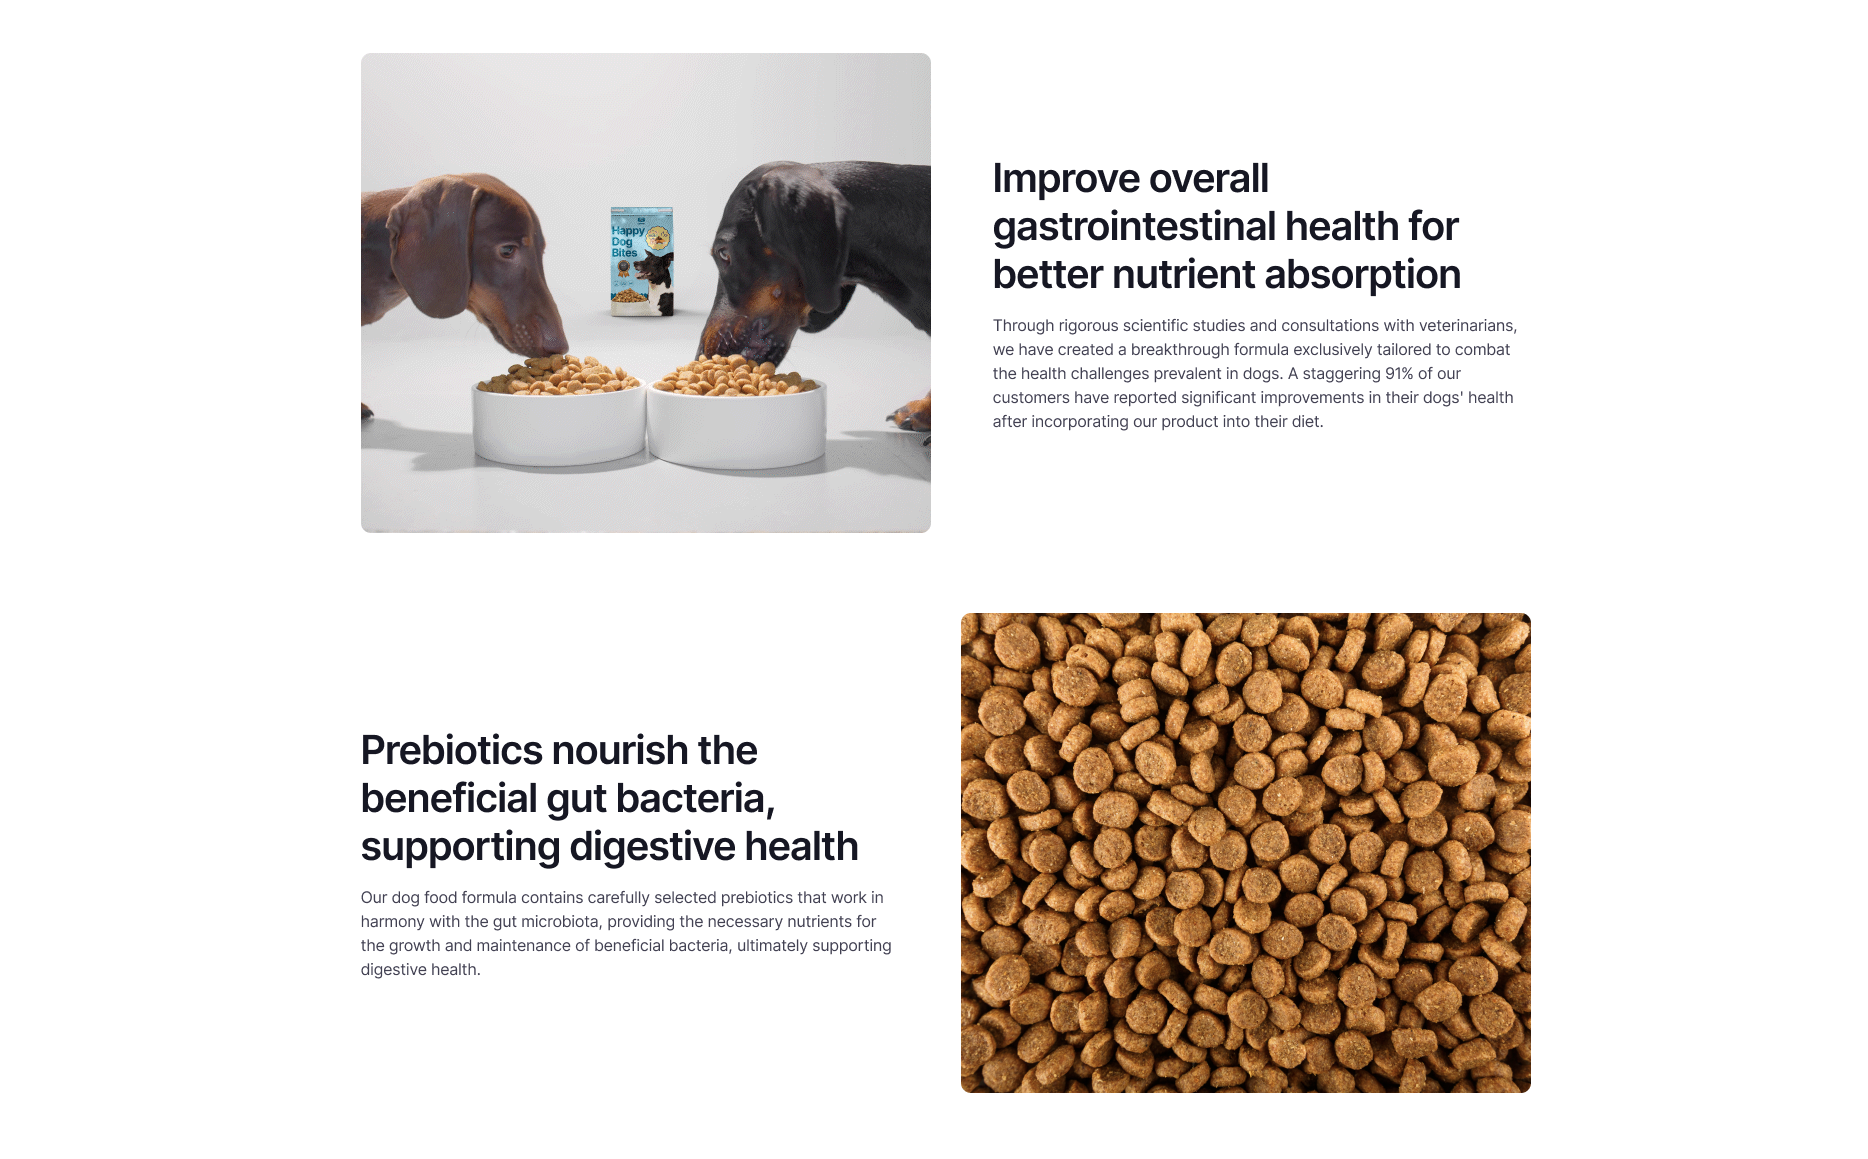 Happy
Dog
Bites
Improve overall
gastrointestinal health for
better nutrient absorption
Through rigorous scientific studies and consultations with veterinarians,
we have created a breakthrough formula exclusively tailored to combat
the health challenges prevalent in dogs. A staggering 91% of our
customers have reported significant improvements in their dogs' health
after incorporating our product into their diet.
Prebiotics nourish the
beneficial gut bacteria,
supporting digestive health
Our dog food formula contains carefully selected prebiotics that work in
harmony with the gut microbiota, providing the necessary nutrients for
the growth and maintenance of beneficial bacteria, ultimately supporting
digestive health.